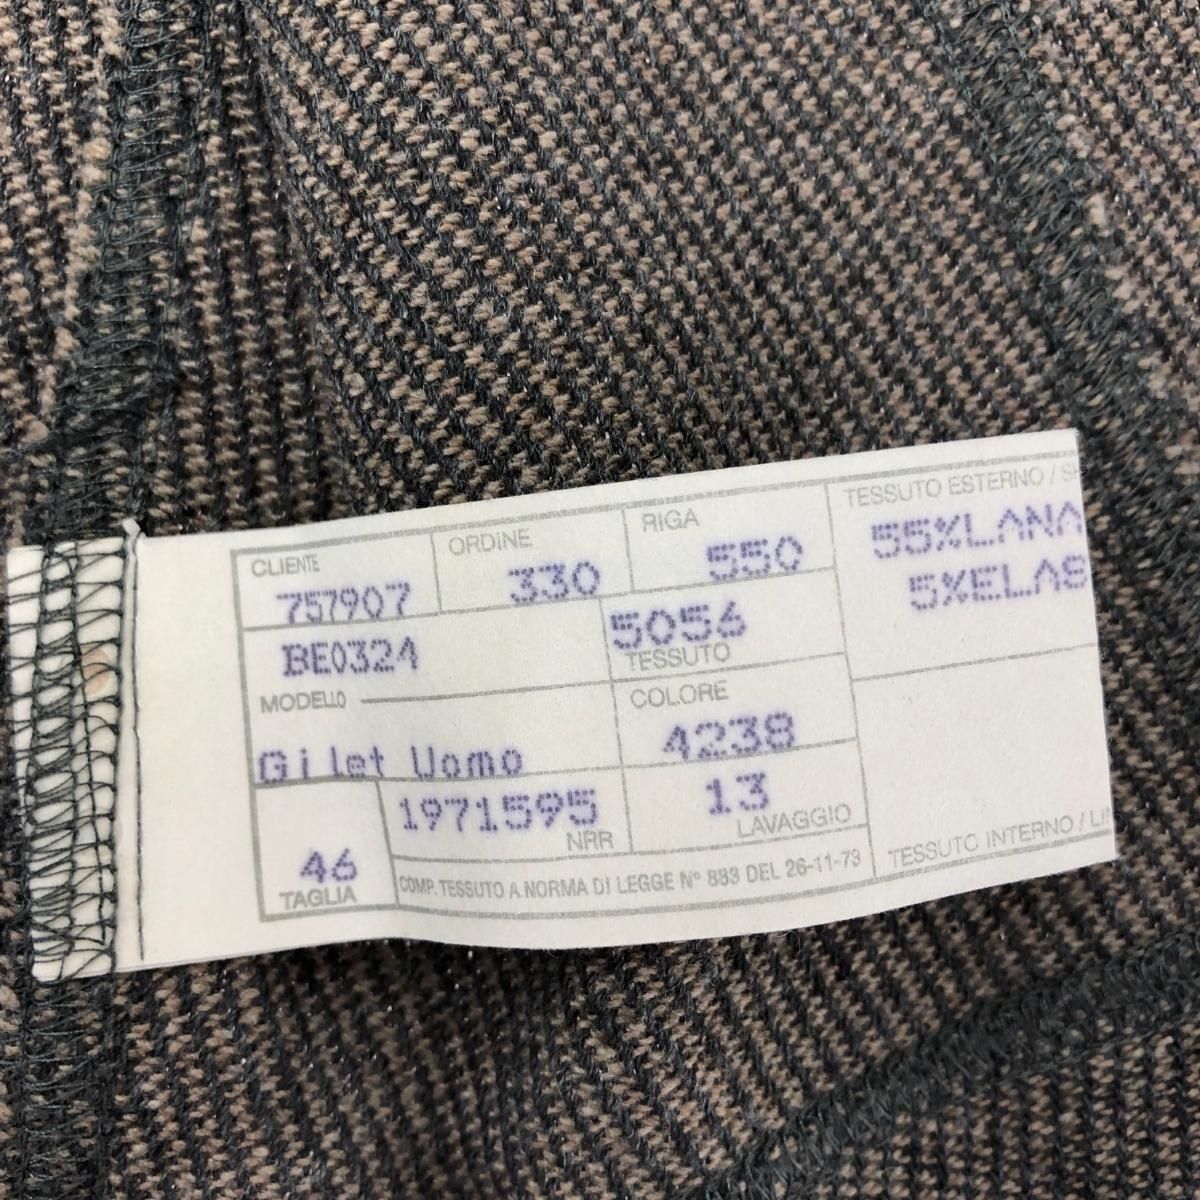 CLIENTE ORDINE RIGA TESSUTO ESTERNO /
757907 330 550 55%LANA
BE0324 5056 5%ELAS
MODELLO TESSUTO
Gilet Uomo COLORE
4238
1971595 13
NRR LAVAGGIO
46
TAGLIA
COMP. TESSUTO A NORMA DI LEGGE N° 883 DEL 26-11-73
TESSUTO INTERNO /